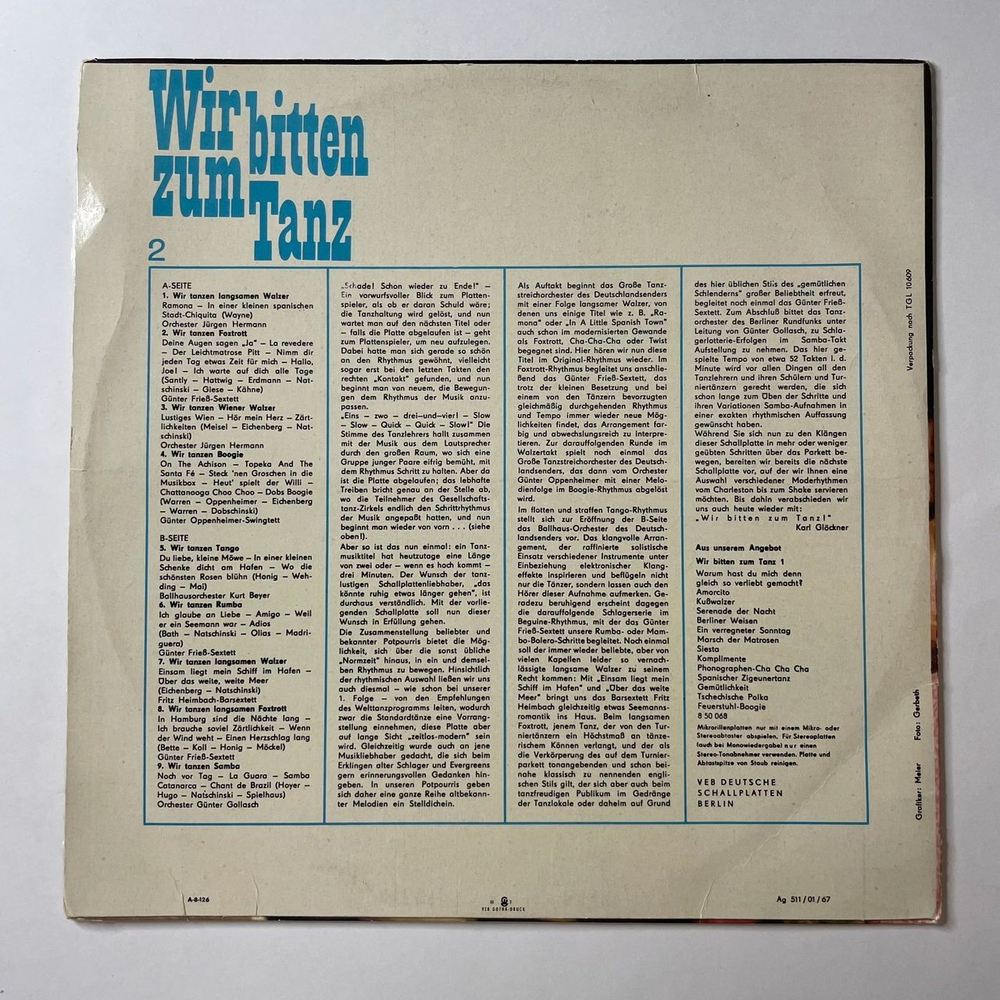 Wir bitten
zum Tanz
2
A-SEITE
1. Wir tanzen langsamen Walzer
Ramona – In einer kleinen spanischen
Stadt-Chiquita (Wayne)
Orchester Jürgen Hermann
2. Wir tanzen Foxtrott
Deine Augen sagen „Ja" – La revedere
– Der Leichtmatrose Pitt – Nimm dir
jeden Tag etwas Zeit für mich – Hallo,
Joe! – Ich warte auf dich alle Tage
(Santly – Hattwig – Erdmann – Nat-
schinski – Giese – Kähne)
Günter Frieß-Sextett
3. Wir tanzen Wiener Walzer
Lustiges Wien – Hör mein Herz – Zärt-
lichkeiten (Meisel – Eichenberg – Nat-
schinski)
Orchester Jürgen Hermann
4. Wir tanzen Boogie
On The Achison – Topeka And The
Santa Fé – Steck 'nen Groschen in die
Musikbox – Heut' spielt der Willi –
Chattanooga Choo Choo – Dobs Boogie
(Warren – Oppenheimer – Eichenberg
– Warren – Dobschinski)
Günter Oppenheimer-Swingtett
B-SEITE
5. Wir tanzen Tango
Du liebe, kleine Möwe – In einer kleinen
Schenke dicht am Hafen – Wo die
schönsten Rosen blühn (Honig – Weh-
ding – Mai)
Ballhausorchester Kurt Beyer
6. Wir tanzen Rumba
Ich glaube an Liebe – Amigo – Weil
er ein Seemann war – Adios
(Bath – Natschinski – Olias – Madri-
guera)
Günter Frieß-Sextett
7. Wir tanzen langsamen Walzer
Einsam liegt mein Schiff im Hafen –
Über das weite, weite Meer
(Eichenberg – Natschinski)
Fritz Heimbach-Barsextett
8. Wir tanzen langsamen Foxtrott
In Hamburg sind die Nächte lang –
Ich brauche soviel Zärtlichkeit – Wenn
der Wind weht – Einen Herzschlag lang
(Bette – Koll – Honig – Möckel)
Günter Frieß-Sextett
9. Wir tanzen Samba
Noch vor Tag – La Guara – Samba
Catanarca – Chant de Brazil (Hoyer –
Hugo – Natschinski – Spielhaus)
Orchester Günter Gollasch
„Schade! Schon wieder zu Ende!" –
Ein vorwurfsvoller Blick zum Platten-
spieler, als ob er daran Schuld wäre;
die Tanzhaltung wird gelöst, und nun
wartet man auf den nächsten Titel oder
– falls die Platte abgelaufen ist – geht
zum Plattenspieler, um neu aufzulegen.
Dabei hatte man sich gerade so schön
an den Rhythmus gewöhnt, vielleicht
sogar erst bei den letzten Takten den
rechten „Kontakt" gefunden, und nun
beginnt man von neuem, die Bewegun-
gen dem Rhythmus der Musik anzu-
passen.
„Eins – zwo – drei–und–vier! – Slow
– Slow – Quick – Quick – Slow!" Die
Stimme des Tanzlehrers hallt zusammen
mit der Musik aus dem Lautsprecher
durch den großen Raum, wo sich eine
Gruppe junger Paare eifrig bemüht, mit
dem Rhythmus Schritt zu halten. Aber da
ist die Platte abgelaufen; das lebhafte
Treiben bricht genau an der Stelle ab,
wo die Teilnehmer des Gesellschafts-
tanz-Zirkels endlich den Schrittrhythmus
der Musik angepaßt hatten, und nun
beginnt man wieder von vorn . . . (siehe
oben!).
Aber so ist das nun einmal: ein Tanz-
musiktitel hat heutzutage eine Länge
von zwei oder – wenn es hoch kommt –
drei Minuten. Der Wunsch der tanz-
lustigen Schallplattenliebhaber, „das
könnte ruhig etwas länger gehen", ist
durchaus verständlich. Mit der vorlie-
genden Schallplatte soll nun dieser
Wunsch in Erfüllung gehen.
Die Zusammenstellung beliebter und
bekannter Potpourris bietet die Mög-
lichkeit, sich über die sonst übliche
„Normzeit" hinaus, in ein und demsel-
ben Rhythmus zu bewegen. Hinsichtlich
der rhythmischen Auswahl ließen wir uns
auch diesmal – wie schon bei unserer
1. Folge – von den Empfehlungen
des Welttanzprogramms leiten, wodurch
zwar die Standardtänze eine Vorrang-
stellung einnehmen, diese Platte aber
auf lange Sicht „zeitlos-modern" sein
wird. Gleichzeitig wurde auch an jene
Musikliebhaber gedacht, die sich beim
Erklingen alter Schlager und Evergreens
gern erinnerungsvollen Gedanken hin-
geben. In unseren Potpourris geben
sich daher eine ganze Reihe altbekann-
ter Melodien ein Stelldichein.
Als Auftakt beginnt das Große Tanz-
streichorchester des Deutschlandsenders
mit einer Folge langsamer Walzer, von
denen uns einige Titel wie z. B. „Ra-
mona" oder „In A Little Spanish Town"
auch schon im modernisierten Gewande
als Foxtrott, Cha-Cha-Cha oder Twist
begegnet sind. Hier hören wir nun diese
Titel im Original-Rhythmus wieder. Im
Foxtrott-Rhythmus begleitet uns anschlie-
ßend das Günter Frieß-Sextett, das
trotz der kleinen Besetzung und bei
einem von den Tänzern bevorzugten
gleichmäßig durchgehenden Rhythmus
und Tempo immer wieder neue Mög-
lichkeiten findet, das Arrangement far-
big und abwechslungsreich zu interpre-
tieren. Zur darauffolgenden Runde im
Walzertakt spielt noch einmal das
Große Tanzstreichorchester des Deutsch-
landsenders, das dann vom Orchester
Günter Oppenheimer mit einer Melo-
dienfolge im Boogie-Rhythmus abgelöst
wird.
Im flotten und straffen Tango-Rhythmus
stellt sich zur Eröffnung der B-Seite
das Ballhaus-Orchester des Deutsch-
landsenders vor. Das klangvolle Arran-
gement, der raffinierte solistische
Einsatz verschiedener Instrumente unter
Einbeziehung elektronischer Klang-
effekte inspirieren und beflügeln nicht
nur die Tänzer, sondern lassen auch den
Hörer dieser Aufnahme aufmerken. Ge-
radezu beruhigend erscheint dagegen
die darauffolgende Schlagerserie im
Beguine-Rhythmus, mit der das Günter
Frieß-Sextett unsere Rumba- oder Mam-
bo-Bolero-Schritte begleitet. Noch einmal
soll der immer wieder beliebte, aber von
vielen Kapellen leider so vernach-
lässigte langsame Walzer zu seinem
Recht kommen: Mit „Einsam liegt mein
Schiff im Hafen" und „Über das weite
Meer" bringt uns das Barsextett Fritz
Heimbach gleichzeitig etwas Seemanns-
romantik ins Haus. Beim langsamen
Foxtrott, jenem Tanz, der von den Tur-
niertänzern ein Höchstmaß an tänze-
rischem Können verlangt, und der als
die Verkörperung des auf dem Turnier-
parkett tonangebenden und schon bei-
nahe klassisch zu nennenden engli-
schen Stils gilt, der sich aber auch beim
tanzfreudigen Publikum im Gedränge
der Tanzlokale oder daheim auf Grund
des hier üblichen Stils des „gemütlichen
Schlenderns" großer Beliebtheit erfreut,
begleitet noch einmal das Günter Frieß-
Sextett. Zum Abschluß bittet das Tanz-
orchester des Berliner Rundfunks unter
Leitung von Günter Gollasch, zu Schla-
gerlotterie-Erfolgen im Samba-Takt
Aufstellung zu nehmen. Das hier ge-
spielte Tempo von etwa 52 Takten i. d.
Minute wird vor allen Dingen all den
Tanzlehrern und ihren Schülern und Tur-
niertänzern gerecht werden, die sich
schon lange zum Üben der Schritte und
ihren Variationen Samba-Aufnahmen in
einer exakten rhythmischen Auffassung
gewünscht haben.
Während Sie sich nun zu den Klängen
dieser Schallplatte in mehr oder weniger
geübten Schritten über das Parkett be-
wegen, bereiten wir bereits die nächste
Schallplatte vor, auf der wir Ihnen eine
Auswahl verschiedener Moderhythmen
vom Charleston bis zum Shake servieren
möchten. Bis dahin verabschieden wir
uns auch heute wieder mit:
„Wir bitten zum Tanz!"
Karl Glöckner
Aus unserem Angebot
Wir bitten zum Tanz 1
Warum hast du mich denn
gleich so verliebt gemacht?
Amorcito
Kußwalzer
Serenade der Nacht
Berliner Weisen
Ein verregneter Sonntag
Marsch der Matrosen
Siesta
Komplimente
Phonographen-Cha Cha Cha
Spanischer Zigeunertanz
Gemütlichkeit
Tschechische Polka
Feuerstuhl-Boogie
8 50 068
Mikrorillenplatten nur mit einem Mikro- oder
Stereoabtaster abspielen. Für Stereoplatten
(auch bei Monowiedergabe) nur einen
Stereo-Tonabnehmer verwenden. Platte und
Abtastspitze von Staub reinigen.
VEB DEUTSCHE
SCHALLPLATTEN
BERLIN
Verpackung nach TGL 10609
Grafiker: Meier Foto: Gerbeth
A-8-126
VEB GOTHA-DRUCK
Ag 511/01/67